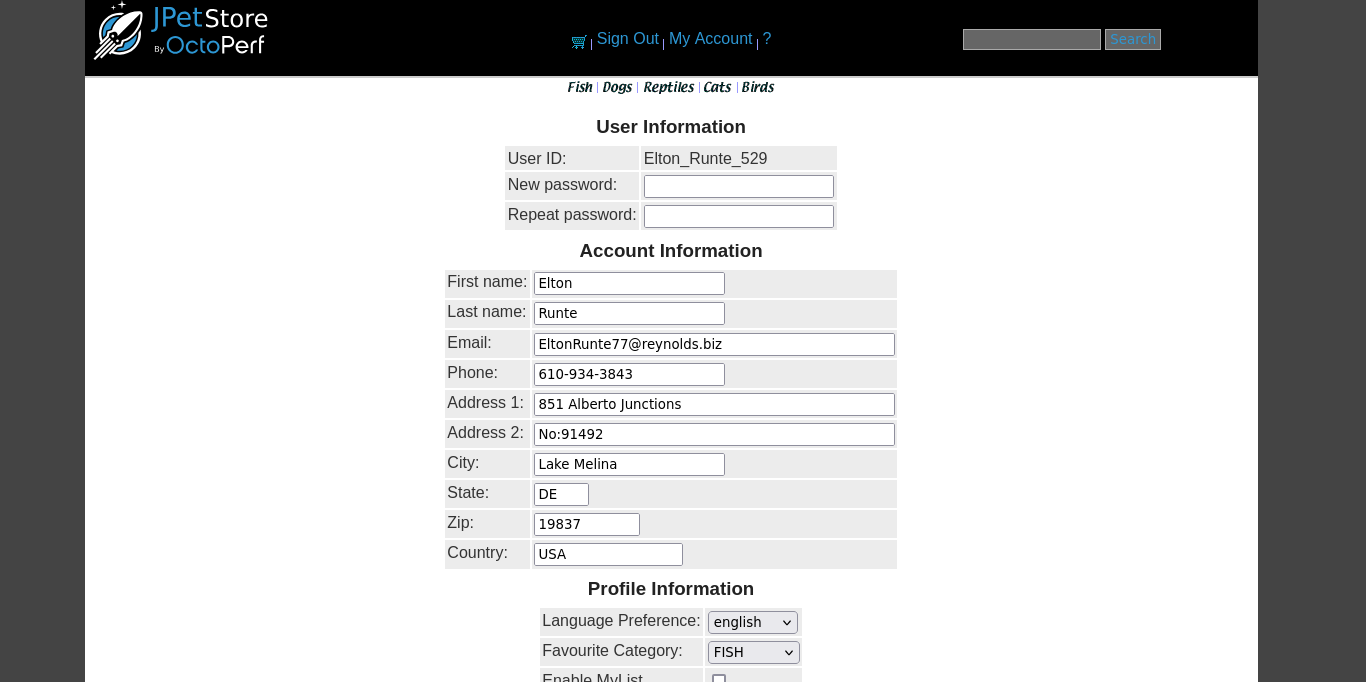 JPetStore
By OctoPerf
| Sign Out | My Account | ?
Search
Fish | Dogs | Reptiles | Cats | Birds
User Information
User ID: Elton_Runte_529
New password:
Repeat password:
Account Information
First name: Elton
Last name: Runte
Email: EltonRunte77@reynolds.biz
Phone: 610-934-3843
Address 1: 851 Alberto Junctions
Address 2: No:91492
City: Lake Melina
State: DE
Zip: 19837
Country: USA
Profile Information
Language Preference: english
Favourite Category: FISH
Enable MyList